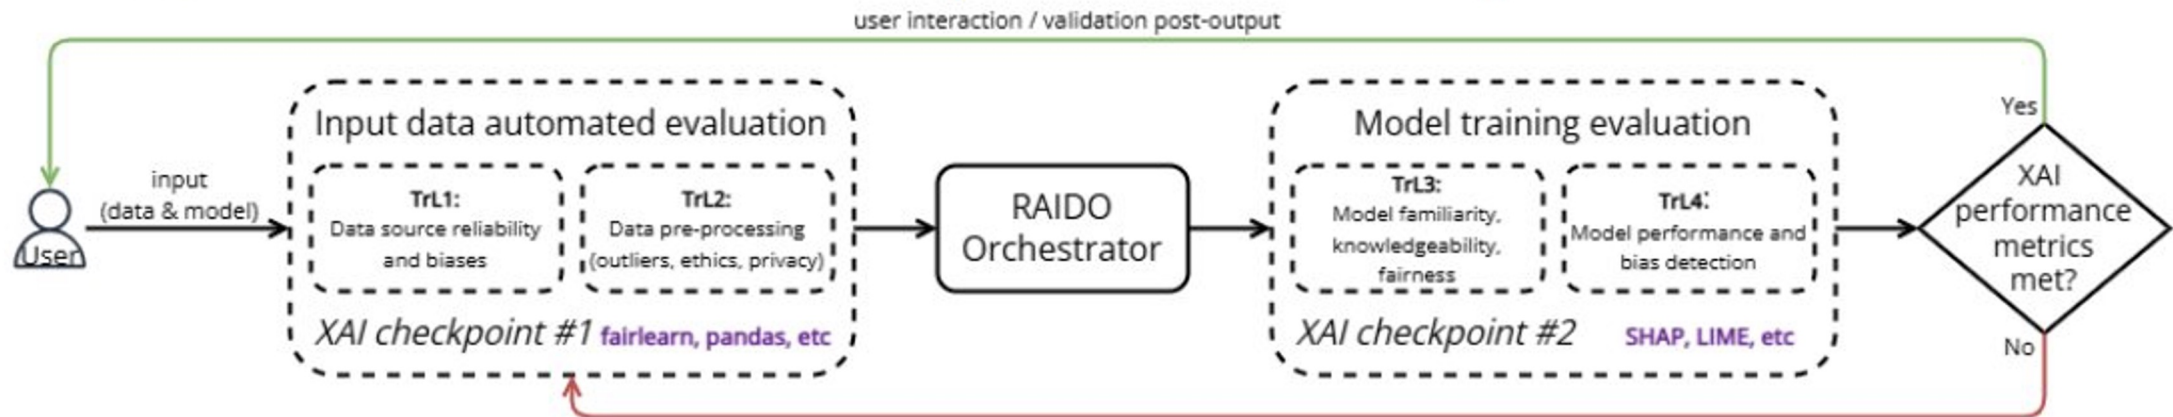 user interaction / validation post-output
input
(data & model)
User
Input data automated evaluation
TrL1:
Data source reliability
and biases
TrL2:
Data pre-processing
(outliers, ethics, privacy)
XAI checkpoint #1 fairlearn, pandas, etc
RAIDO
Orchestrator
Model training evaluation
TrL3:
Model familiarity,
knowledgeability,
fairness
TrL4:
Model performance and
bias detection
XAI checkpoint #2 SHAP, LIME, etc
Yes
XAI
performance
metrics
met?
No